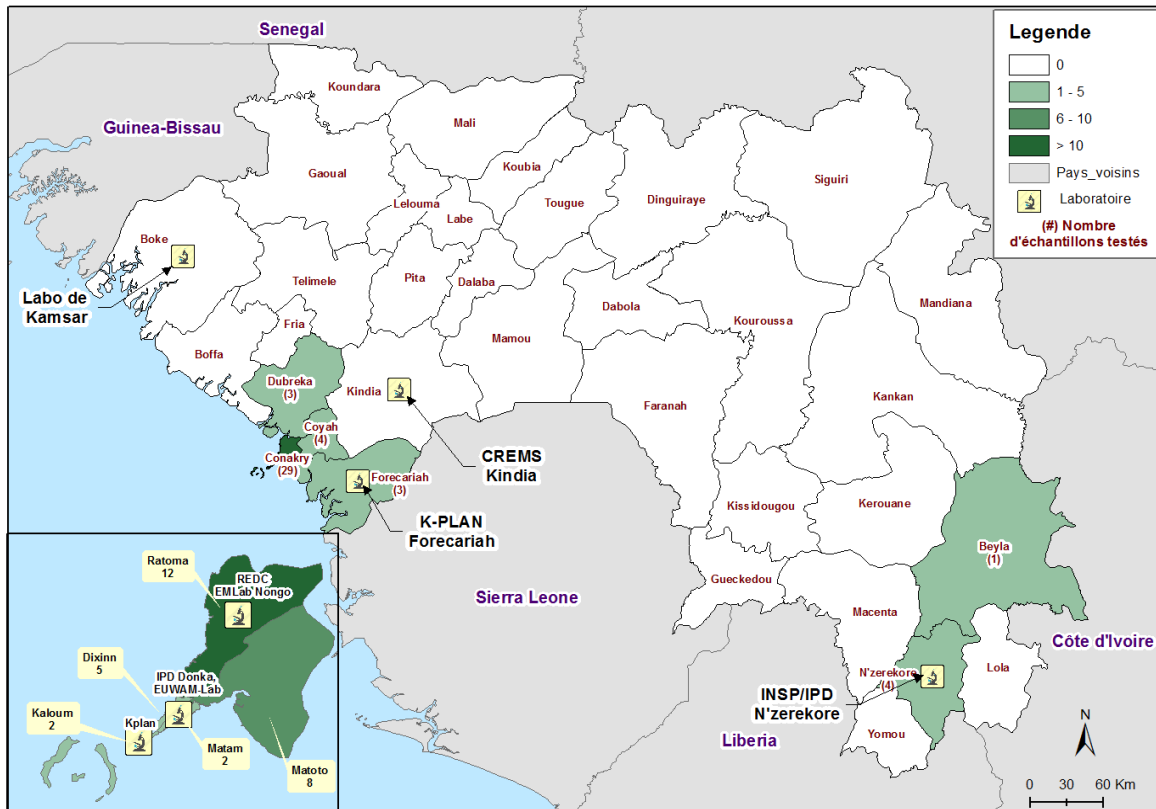 Senegal
Guinea-Bissau
Koundara
Mali
Gaoual
Koubia
Lelouma
Labe
Tougue
Dinguiraye
Siguiri
Boke
Telimele
Pita
Dalaba
Labo de
Kamsar
Fria
Boffa
Mamou
Dabola
Kouroussa
Mandiana
Dubreka
(3)
Kindia
Coyah
(4)
Conakry
(29)
Forecariah
(3)
CREMS
Kindia
K-PLAN
Forecariah
Faranah
Kankan
Kissidougou
Kerouane
Beyla
(1)
Gueckedou
Macenta
Sierra Leone
Côte d'Ivoire
N'zerekore
(4)
Lola
INSP/IPD
N'zerekore
Yomou
Liberia
Legende
0
1 - 5
6 - 10
> 10
Pays_voisins
Laboratoire
(#) Nombre
d'échantillons testés
Ratoma
12
REDC
EMLab Nongo
Dixinn
5
IPD Donka,
EUWAM-Lab
Kaloum
2
Kplan
Matam
2
Matoto
8
N
0 30 60 Km